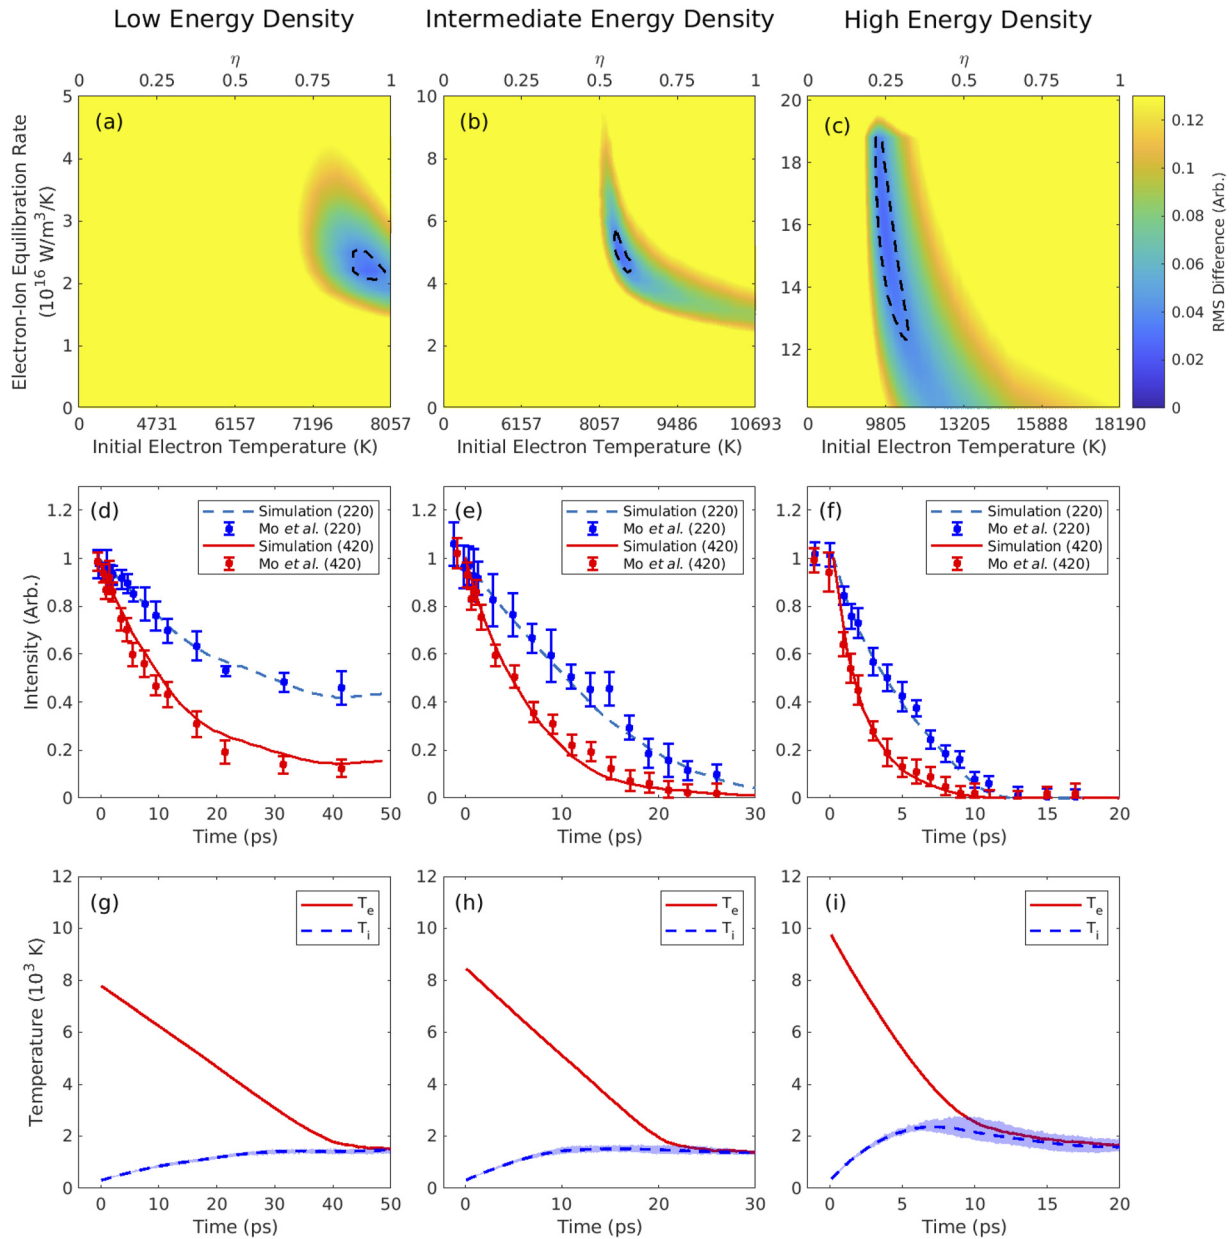 Low Energy Density
Intermediate Energy Density
High Energy Density
η
0 0.25 0.5 0.75 1
η
0 0.25 0.5 0.75 1
η
0 0.25 0.5 0.75 1
Electron-Ion Equilibration Rate
(10^16 W/m^3/K)
(a)
5
4
3
2
1
0
0 4731 6157 7196 8057
Initial Electron Temperature (K)
(b)
10
8
6
4
2
0
0 6157 8057 9486 10693
Initial Electron Temperature (K)
(c)
20
18
16
14
12
0 9805 13205 15888 18190
Initial Electron Temperature (K)
0.12
0.1
0.08
0.06
0.04
0.02
0
RMS Difference (Arb.)
Intensity (Arb.)
(d)
Simulation (220)
Mo et al. (220)
Simulation (420)
Mo et al. (420)
1.2
1
0.8
0.6
0.4
0.2
0
0 10 20 30 40 50
Time (ps)
(e)
Simulation (220)
Mo et al. (220)
Simulation (420)
Mo et al. (420)
1.2
1
0.8
0.6
0.4
0.2
0
0 10 20 30
Time (ps)
(f)
Simulation (220)
Mo et al. (220)
Simulation (420)
Mo et al. (420)
1.2
1
0.8
0.6
0.4
0.2
0
0 5 10 15 20
Time (ps)
Temperature (10^3 K)
(g)
T_e
T_i
12
10
8
6
4
2
0
0 10 20 30 40 50
Time (ps)
(h)
T_e
T_i
12
10
8
6
4
2
0
0 10 20 30
Time (ps)
(i)
T_e
T_i
12
10
8
6
4
2
0
0 5 10 15 20
Time (ps)